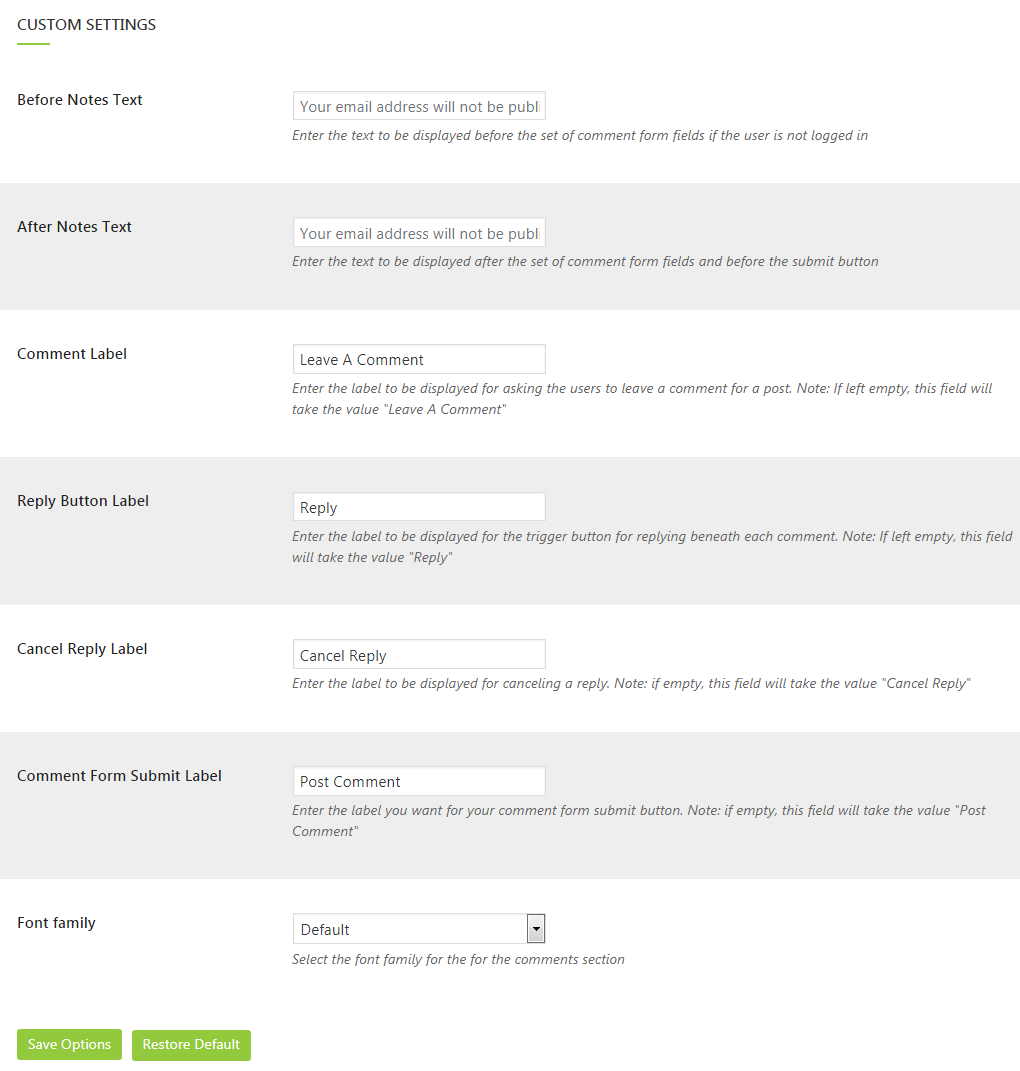 CUSTOM SETTINGS
Before Notes Text
Your email address will not be publi
Enter the text to be displayed before the set of comment form fields if the user is not logged in
After Notes Text
Your email address will not be publi
Enter the text to be displayed after the set of comment form fields and before the submit button
Comment Label
Leave A Comment
Enter the label to be displayed for asking the users to leave a comment for a post. Note: If left empty, this field will
take the value "Leave A Comment"
Reply Button Label
Reply
Enter the label to be displayed for the trigger button for replying beneath each comment. Note: If left empty, this field
will take the value "Reply"
Cancel Reply Label
Cancel Reply
Enter the label to be displayed for canceling a reply. Note: if empty, this field will take the value "Cancel Reply"
Comment Form Submit Label
Post Comment
Enter the label you want for your comment form submit button. Note: if empty, this field will take the value "Post
Comment"
Font family
Default
Select the font family for the for the comments section
Save Options Restore Default